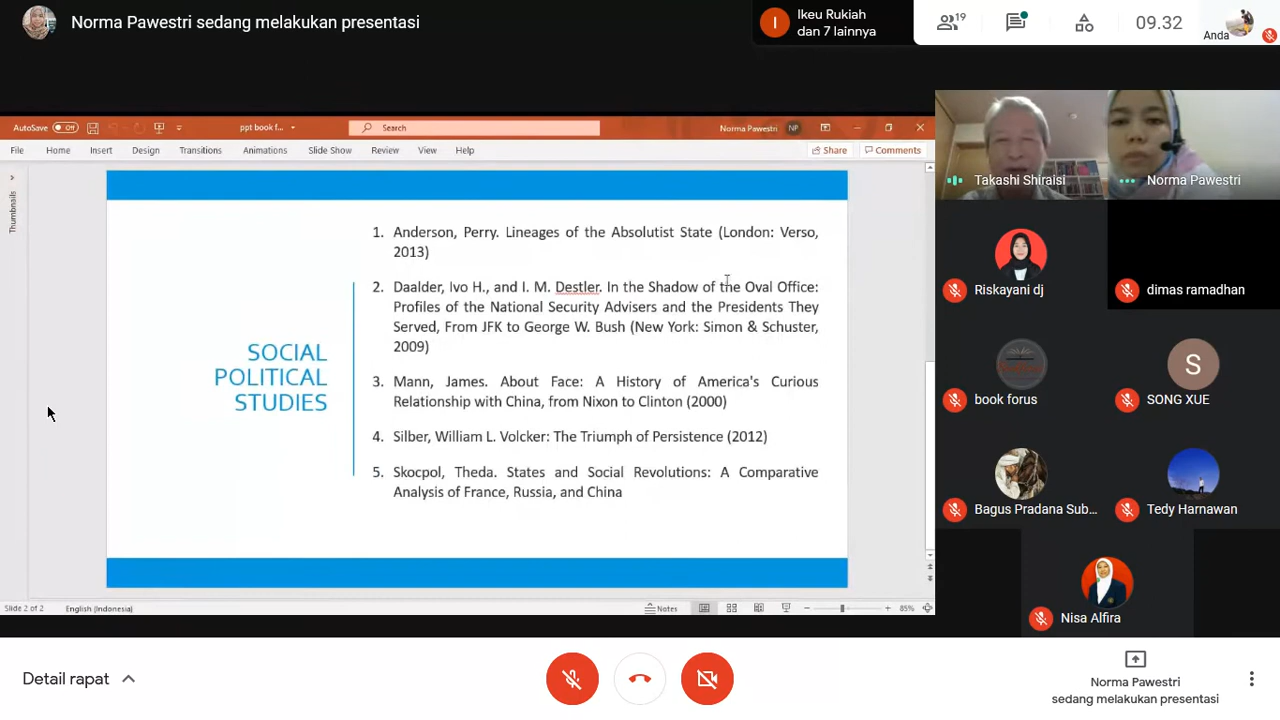 Norma Pawestri sedang melakukan presentasi
I
Ikeu Rukiah
dan 7 lainnya
19
09.32
Anda
AutoSave
Off
ppt book f...
Search
Norma Pawestri
NP
File
Home
Insert
Design
Transitions
Animations
Slide Show
Review
View
Help
Share
Comments
Thumbnails
SOCIAL
POLITICAL
STUDIES
1. Anderson, Perry. Lineages of the Absolutist State (London: Verso,
2013)
2. Daalder, Ivo H., and I. M. Destler. In the Shadow of the Oval Office:
Profiles of the National Security Advisers and the Presidents They
Served, From JFK to George W. Bush (New York: Simon & Schuster,
2009)
3. Mann, James. About Face: A History of America's Curious
Relationship with China, from Nixon to Clinton (2000)
4. Silber, William L. Volcker: The Triumph of Persistence (2012)
5. Skocpol, Theda. States and Social Revolutions: A Comparative
Analysis of France, Russia, and China
Slide 2 of 2
English (Indonesia)
Notes
85%
Takashi Shiraisi
Norma Pawestri
Riskayani dj
dimas ramadhan
book forus
S
SONG XUE
Bagus Pradana Sub...
Tedy Harnawan
Nisa Alfira
Detail rapat
Norma Pawestri
sedang melakukan presentasi